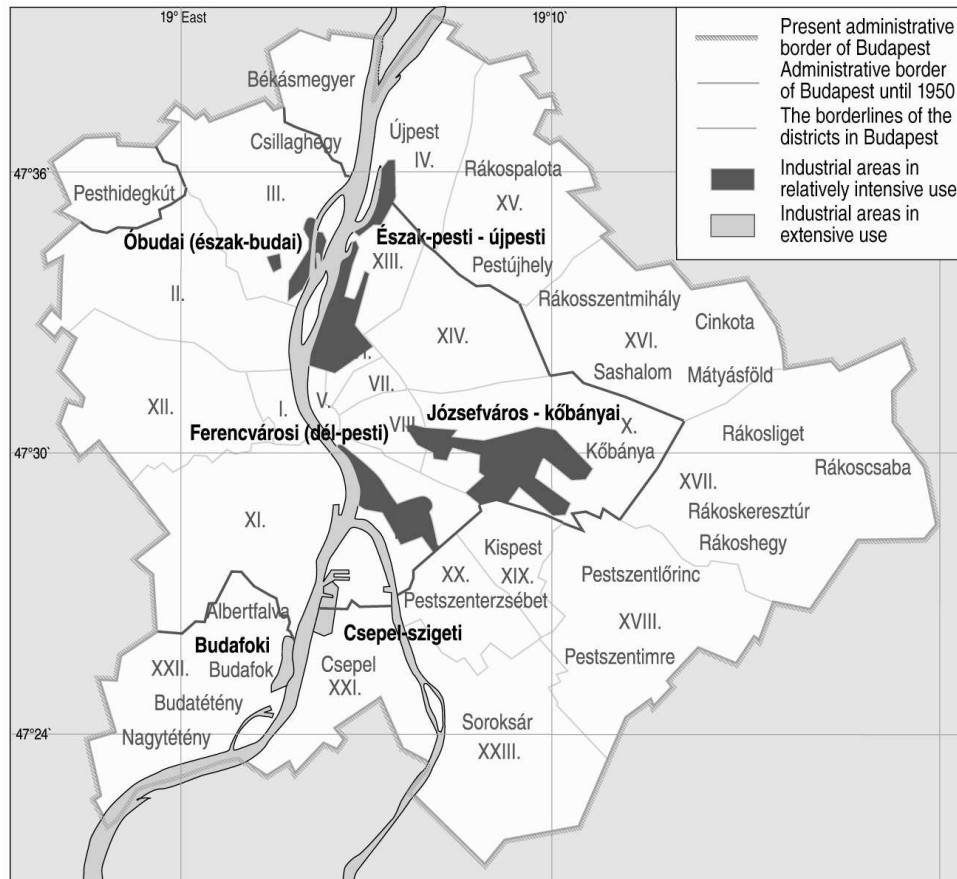 19° East
19°10`
Present administrative
border of Budapest
Administrative border
of Budapest until 1950
The borderlines of the
districts in Budapest
Industrial areas in
relatively intensive use
Industrial areas in
extensive use
Békásmegyer
Csillaghegy
Újpest
IV.
47°36`
Rákospalota
Pesthidegkút
III.
XV.
Óbudai (észak-budai)
Észak-pesti - újpesti
XIII.
Pestújhely
II.
Rákosszentmihály
Cinkota
XIV.
XVI.
Sashalom
Mátyásföld
VII.
XII.
I.
V.
VIII.
Józsefváros - kőbányai
X.
Ferencvárosi (dél-pesti)
Kőbánya
Rákosliget
47°30`
Rákoscsaba
XVII.
Rákoskeresztúr
XI.
Rákoshegy
Kispest
XX.
XIX.
Pestszentlőrinc
Pestszenterzsébet
Albertfalva
XVIII.
Budafoki
Csepel-szigeti
XXII.
Budafok
Csepel
XXI.
Pestszentimre
Budatétény
Soroksár
47°24`
Nagytétény
XXIII.